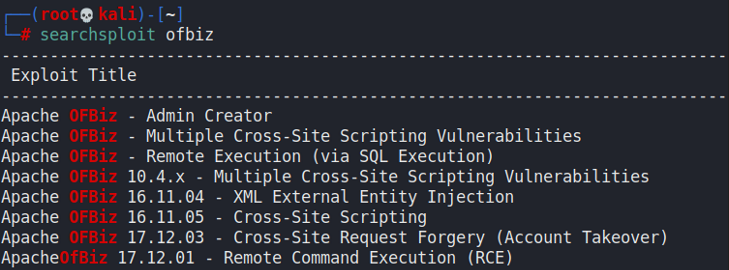 ┌──(root💀kali)-[~]
└─# searchsploit ofbiz
--------------------------------------------------------------------------------
Exploit Title
--------------------------------------------------------------------------------
Apache OFBiz - Admin Creator
Apache OFBiz - Multiple Cross-Site Scripting Vulnerabilities
Apache OFBiz - Remote Execution (via SQL Execution)
Apache OFBiz 10.4.x - Multiple Cross-Site Scripting Vulnerabilities
Apache OFBiz 16.11.04 - XML External Entity Injection
Apache OFBiz 16.11.05 - Cross-Site Scripting
Apache OFBiz 17.12.03 - Cross-Site Request Forgery (Account Takeover)
ApacheOfBiz 17.12.01 - Remote Command Execution (RCE)